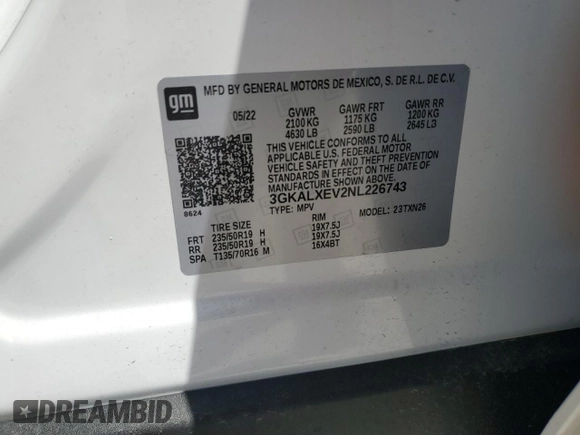 gm
MFD BY GENERAL MOTORS DE MEXICO, S. DE R.L. DE C.V.
05/22 GVWR GAWR FRT GAWR RR
2100 KG 1175 KG 1200 KG
4630 LB 2590 LB 2645 LB
THIS VEHICLE CONFORMS TO ALL
APPLICABLE U.S. FEDERAL MOTOR
VEHICLE SAFETY, BUMPER, AND THEFT PREVENTION
STANDARDS IN EFFECT ON THE DATE OF MANUFACTURE
SHOWN ABOVE.
3GKALXEV2NL226743
8624
TYPE: MPV MODEL: 23TXN26
TIRE SIZE RIM
FRT 235/50R19 H 19X7.5J
RR 235/50R19 H 19X7.5J
SPA T135/70R16 M 16X4BT
DREAMBID